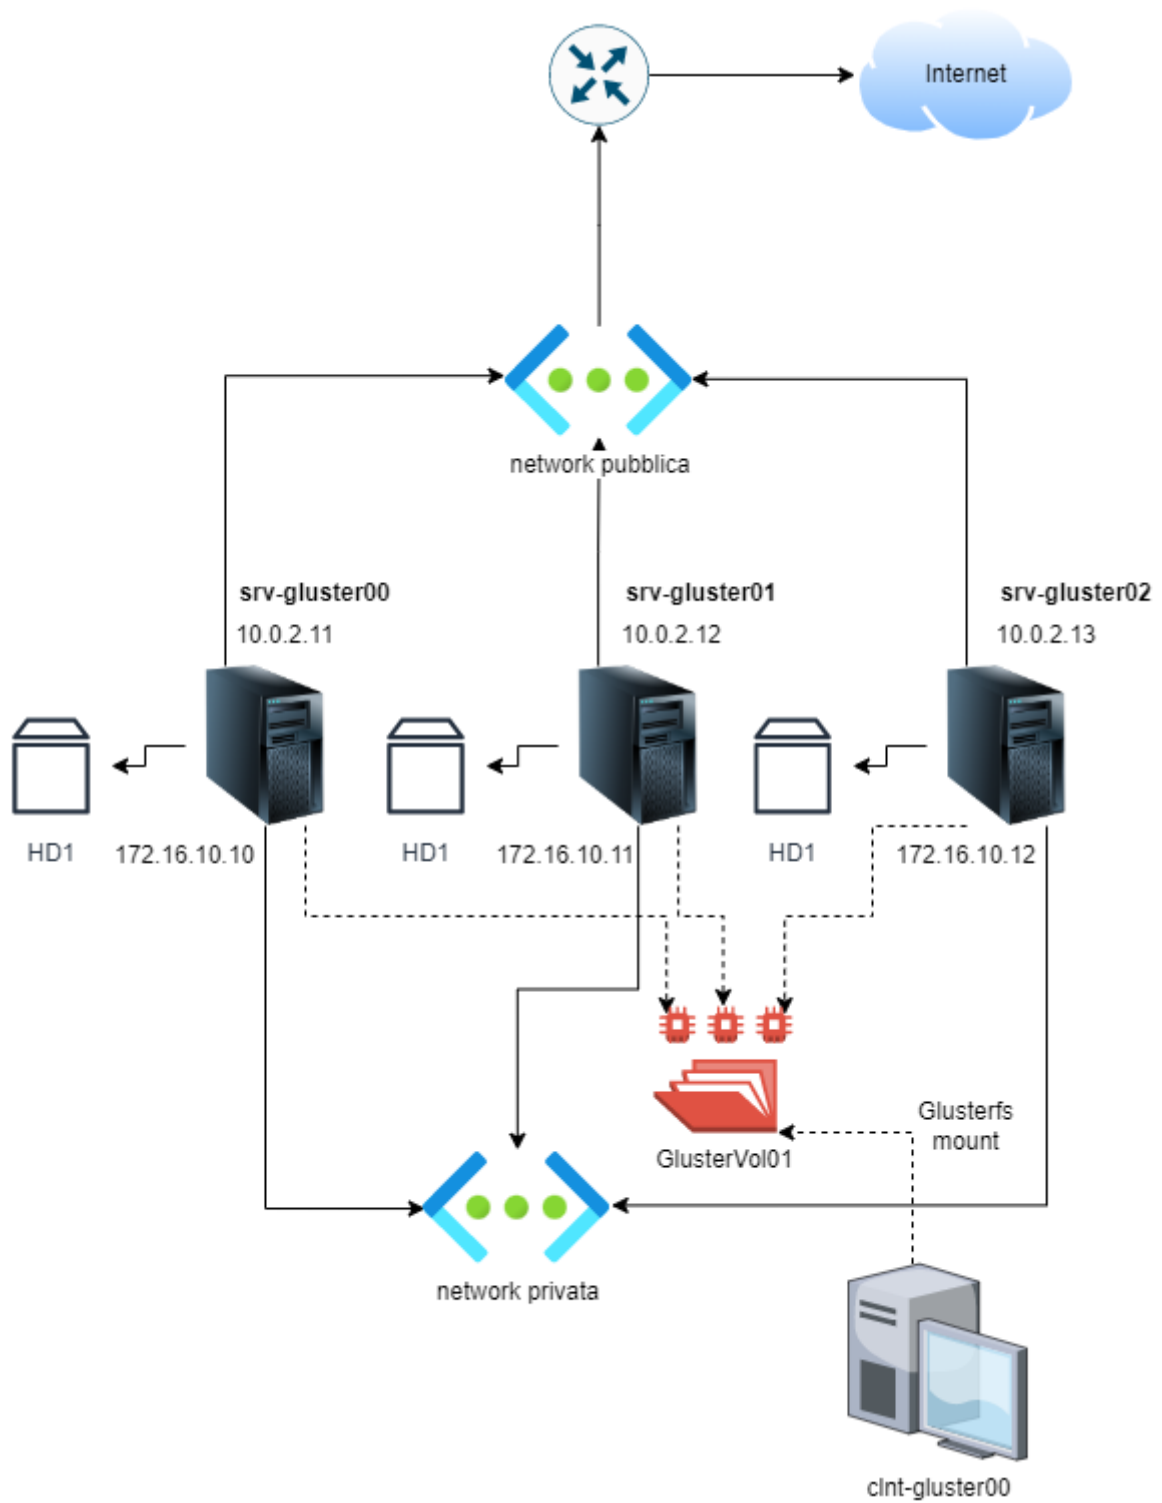 Internet
network pubblica
srv-gluster00
srv-gluster01
srv-gluster02
10.0.2.11
10.0.2.12
10.0.2.13
HD1
172.16.10.10
HD1
172.16.10.11
HD1
172.16.10.12
Glusterfs
mount
GlusterVol01
network privata
clnt-gluster00